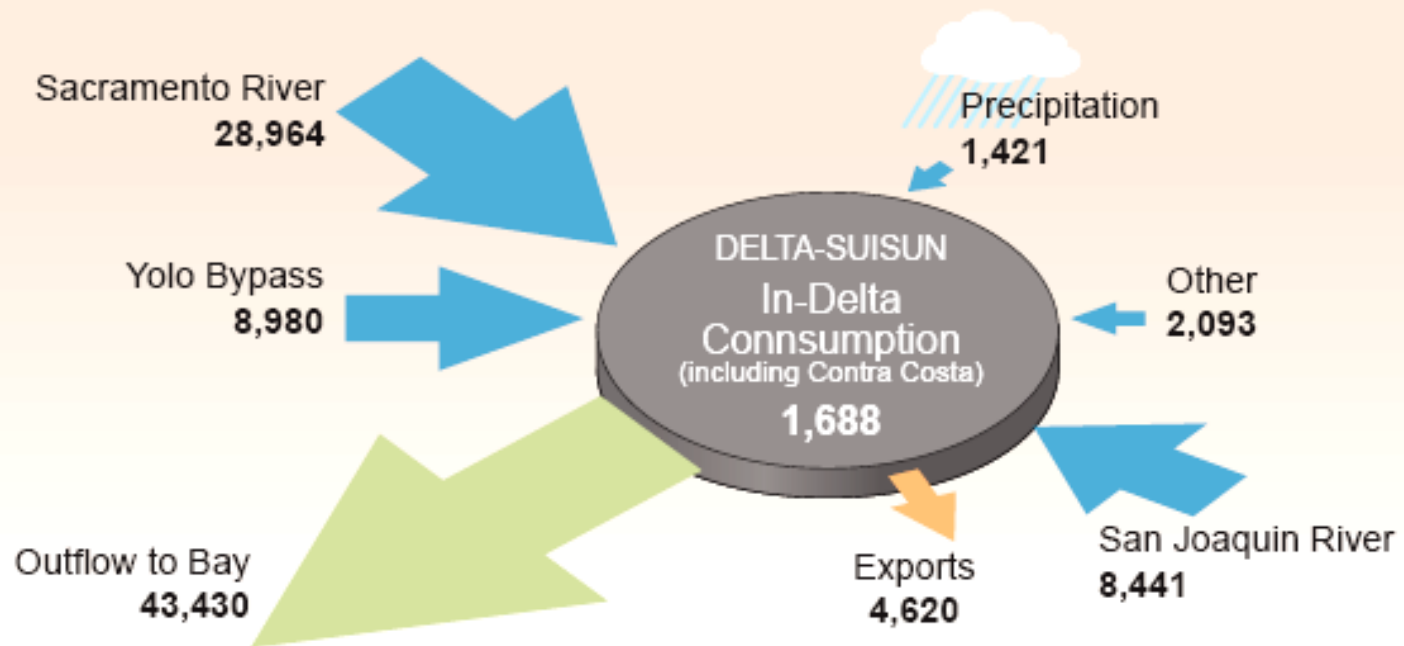 Sacramento River
28,964
Precipitation
1,421
Yolo Bypass
8,980
DELTA-SUISUN
In-Delta
Connsumption
(including Contra Costa)
1,688
Other
2,093
Outflow to Bay
43,430
Exports
4,620
San Joaquin River
8,441